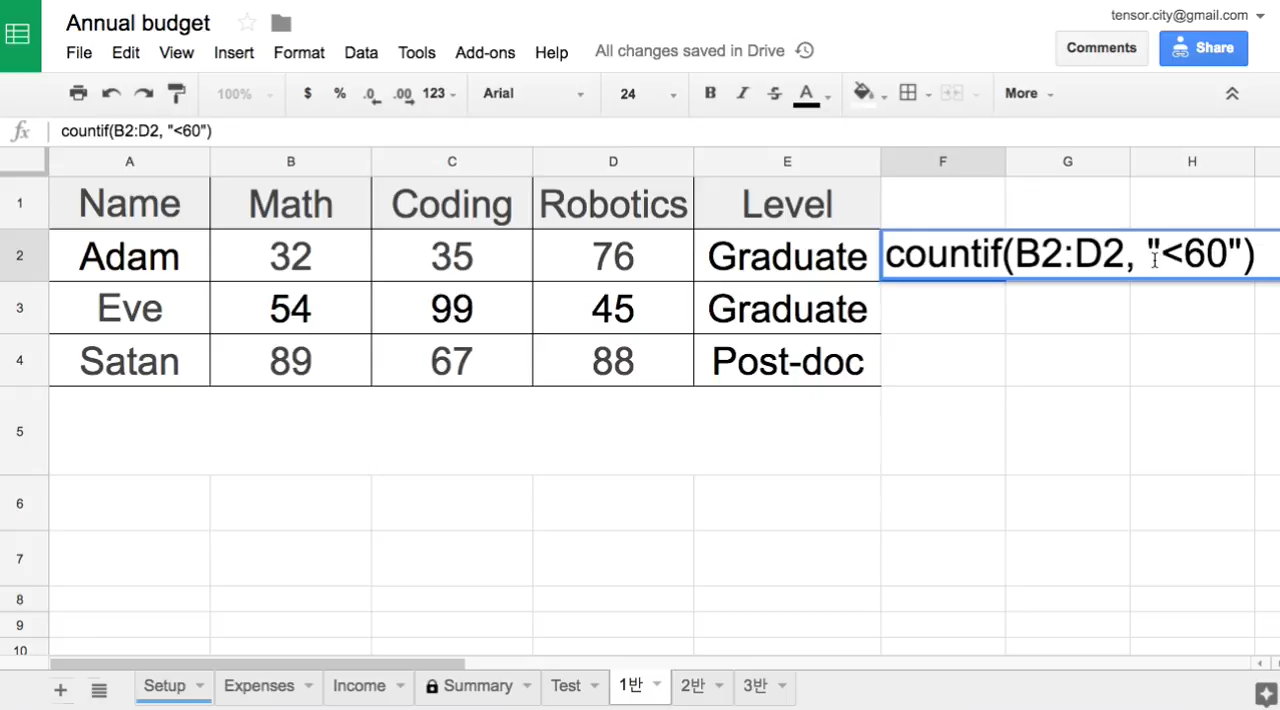 Annual budget
tensor.city@gmail.com
File Edit View Insert Format Data Tools Add-ons Help All changes saved in Drive
Comments Share
100% $ % .0 .00 123 Arial 24 B I S A More
fx countif(B2:D2, "<60")
A B C D E F G H
1 Name Math Coding Robotics Level
2 Adam 32 35 76 Graduate countif(B2:D2, "<60")
3 Eve 54 99 45 Graduate
4 Satan 89 67 88 Post-doc
5
6
7
8
9
10
+ Setup Expenses Income Summary Test 1반 2반 3반